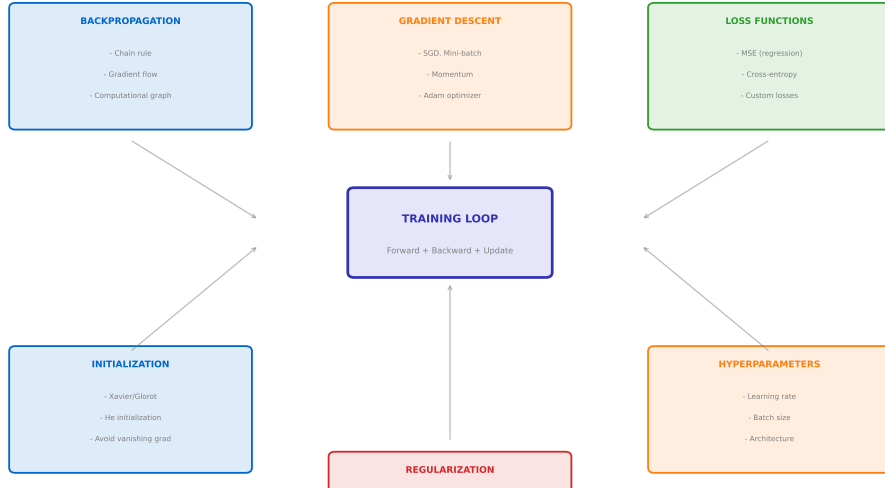 BACKPROPAGATION
- Chain rule
- Gradient flow
- Computational graph
GRADIENT DESCENT
- SGD, Mini-batch
- Momentum
- Adam optimizer
LOSS FUNCTIONS
- MSE (regression)
- Cross-entropy
- Custom losses
TRAINING LOOP
Forward + Backward + Update
INITIALIZATION
- Xavier/Glorot
- He initialization
- Avoid vanishing grad
REGULARIZATION
HYPERPARAMETERS
- Learning rate
- Batch size
- Architecture